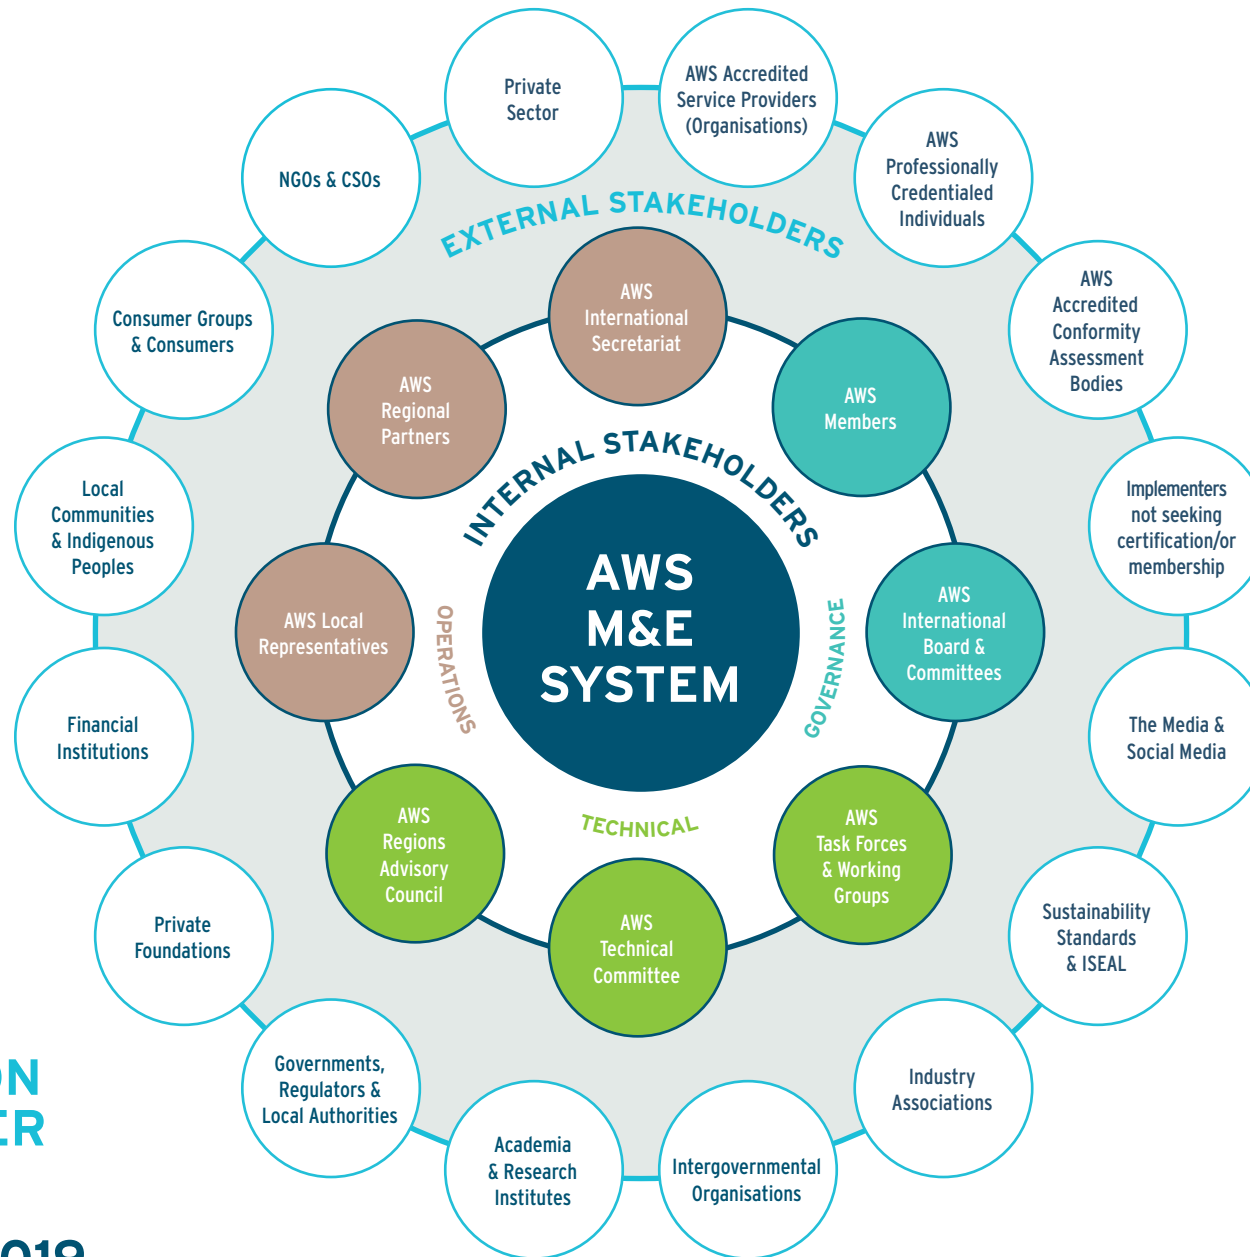 Private
Sector
AWS Accredited
Service Providers
(Organisations)
AWS
Professionally
Credentialed
Individuals
NGOs & CSOs
EXTERNAL STAKEHOLDERS
AWS
Accredited
Conformity
Assessment
Bodies
Consumer Groups
& Consumers
AWS
International
Secretariat
AWS
Regional
Partners
AWS
Members
INTERNAL STAKEHOLDERS
Local
Communities
& Indigenous
Peoples
Implementers
not seeking
certification/or
membership
AWS
M&E
SYSTEM
AWS Local
Representatives
OPERATIONS
GOVERNANCE
AWS
International
Board &
Committees
Financial
Institutions
The Media &
Social Media
TECHNICAL
AWS
Regions
Advisory
Council
AWS
Task Forces
& Working
Groups
AWS
Technical
Committee
Private
Foundations
Sustainability
Standards
& ISEAL
Governments,
Regulators &
Local Authorities
Industry
Associations
Academia
& Research
Institutes
Intergovernmental
Organisations
ON
ER
019